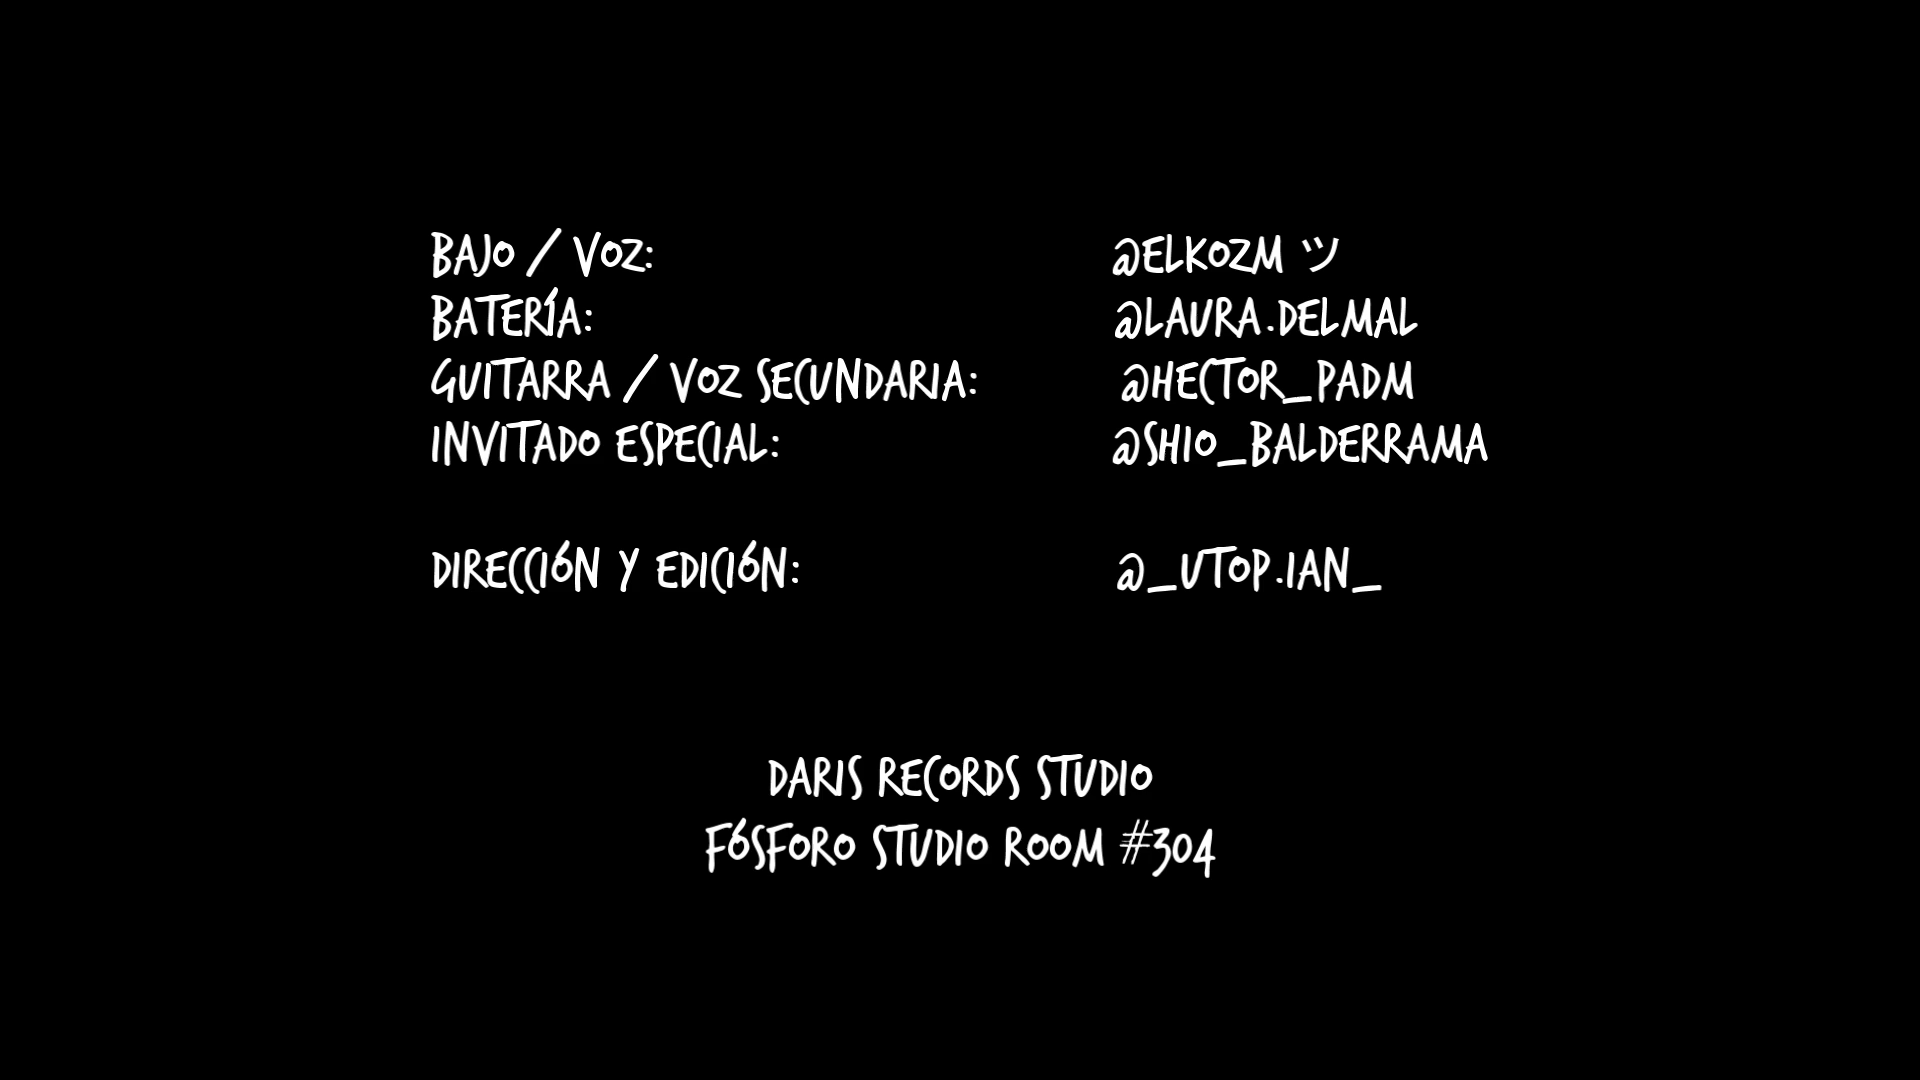 BAJO / VOZ: @ELKOZM ツ
BATERÍA: @LAURA.DELMAL
GUITARRA / VOZ SECUNDARIA: @HECTOR_PADM
INVITADO ESPECIAL: @SHIO_BALDERRAMA
DIRECCIÓN Y EDICIÓN: @_UTOP.IAN_
DARIS RECORDS STUDIO
FÓSFORO STUDIO ROOM #304